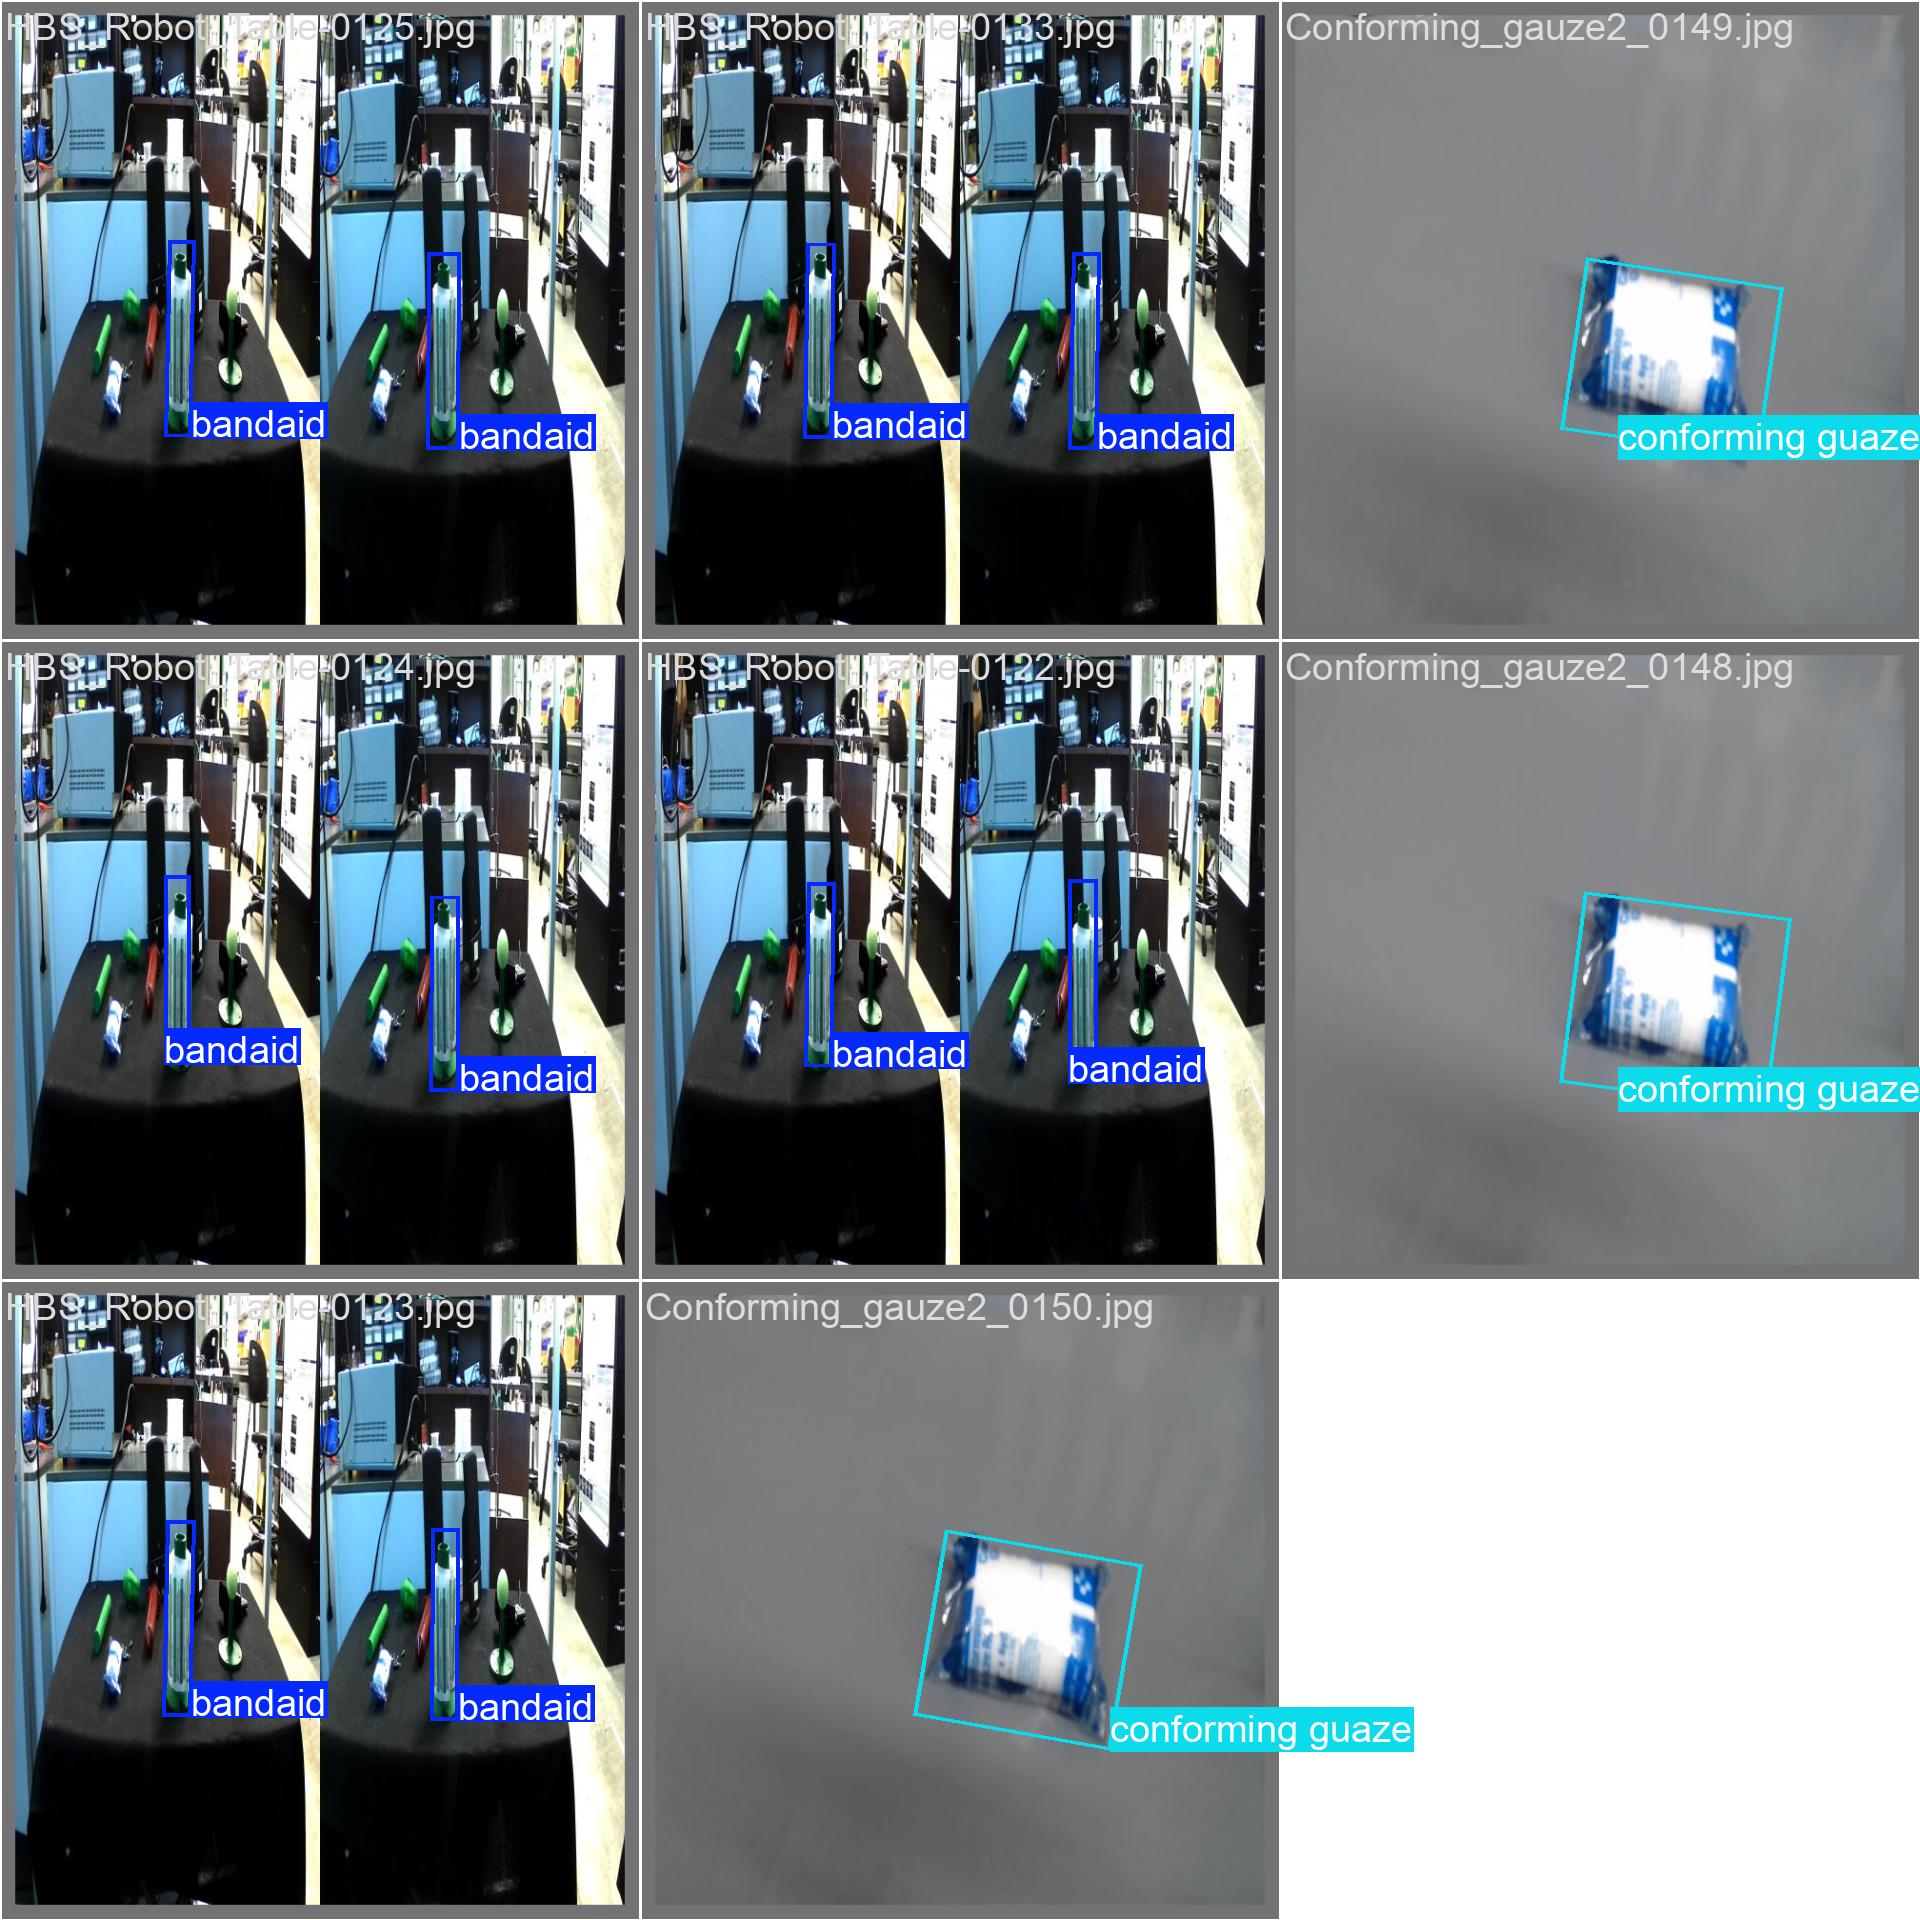 HBS_Robot_Table-0125.jpg
bandaid
bandaid
HBS_Robot_Table-0133.jpg
bandaid
bandaid
Conforming_gauze2_0149.jpg
conforming guaze
HBS_Robot_Table-0124.jpg
bandaid
bandaid
HBS_Robot_Table-0122.jpg
bandaid
bandaid
Conforming_gauze2_0148.jpg
conforming guaze
HBS_Robot_Table-0123.jpg
bandaid
bandaid
Conforming_gauze2_0150.jpg
conforming guaze